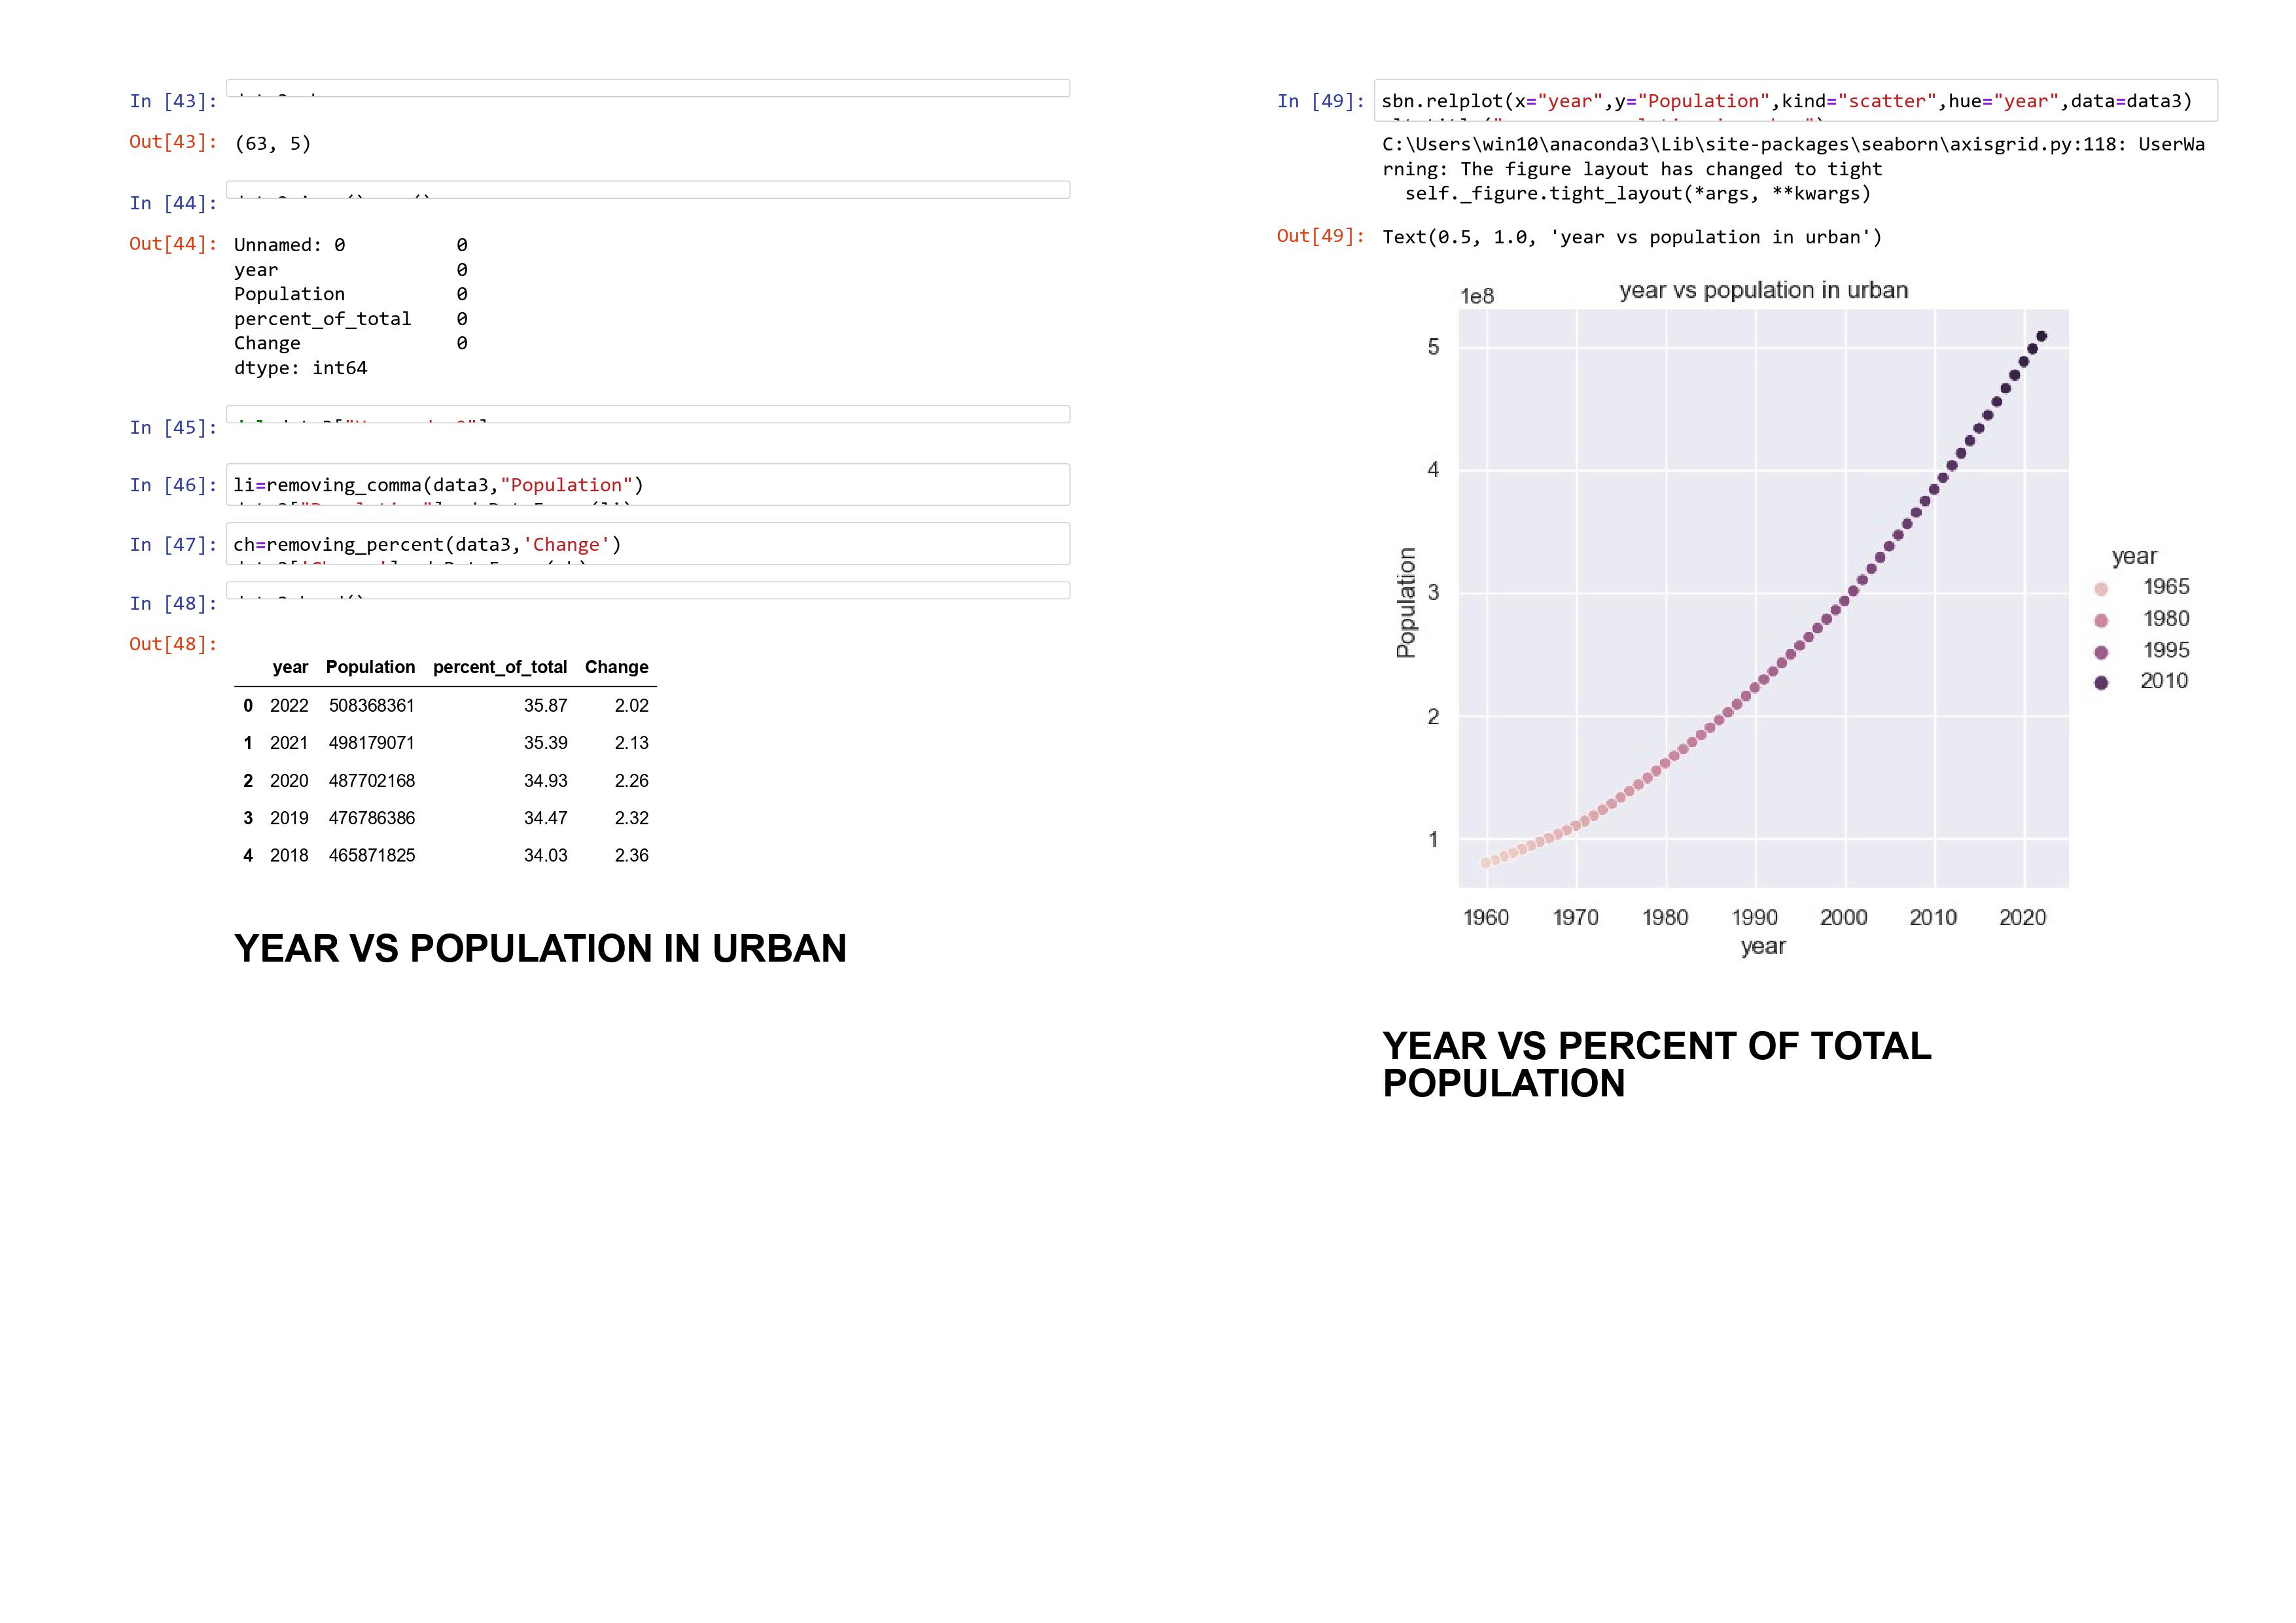 In [43]:
Out[43]: (63, 5)
In [44]:
Out[44]: Unnamed: 0 0
year 0
Population 0
percent_of_total 0
Change 0
dtype: int64
In [45]:
In [46]: li=removing_comma(data3,"Population")
In [47]: ch=removing_percent(data3,'Change')
In [48]:
Out[48]:
year Population percent_of_total Change
0 2022 508368361 35.87 2.02
1 2021 498179071 35.39 2.13
2 2020 487702168 34.93 2.26
3 2019 476786386 34.47 2.32
4 2018 465871825 34.03 2.36
YEAR VS POPULATION IN URBAN
In [49]: sbn.relplot(x="year",y="Population",kind="scatter",hue="year",data=data3)
C:\Users\win10\anaconda3\Lib\site-packages\seaborn\axisgrid.py:118: UserWa
rning: The figure layout has changed to tight
self._figure.tight_layout(*args, **kwargs)
Out[49]: Text(0.5, 1.0, 'year vs population in urban')
1e8
year vs population in urban
5
4
3
2
1
Population
1960 1970 1980 1990 2000 2010 2020
year
year
1965
1980
1995
2010
YEAR VS PERCENT OF TOTAL
POPULATION